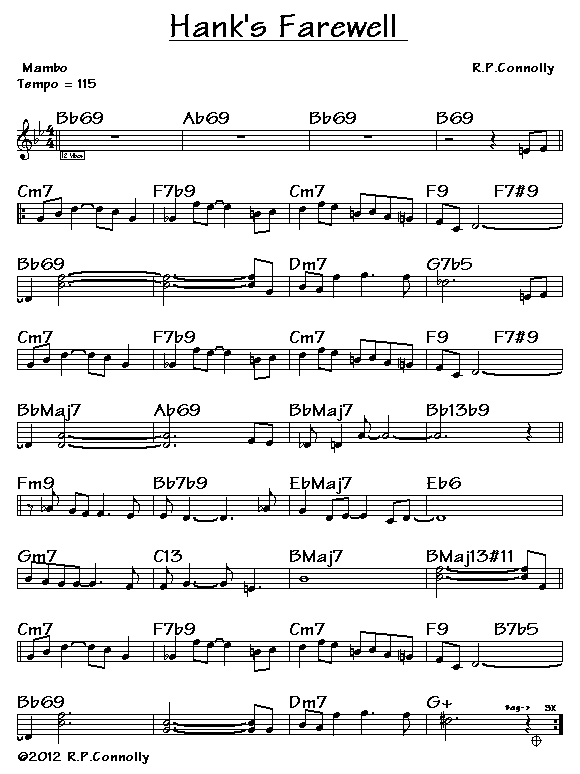 Hank's Farewell
Mambo
R.P.Connolly
Tempo = 115
Bb69 Ab69 Bb69 B69
Cm7 F7b9 Cm7 F9 F7#9
Bb69 Dm7 G7b5
Cm7 F7b9 Cm7 F9 F7#9
BbMaj7 Ab69 BbMaj7 Bb13b9
Fm9 Bb7b9 EbMaj7 Eb6
Gm7 C13 BMaj7 BMaj13#11
Cm7 F7b9 Cm7 F9 B7b5
Bb69 Dm7 G+
3X
©2012 R.P.Connolly